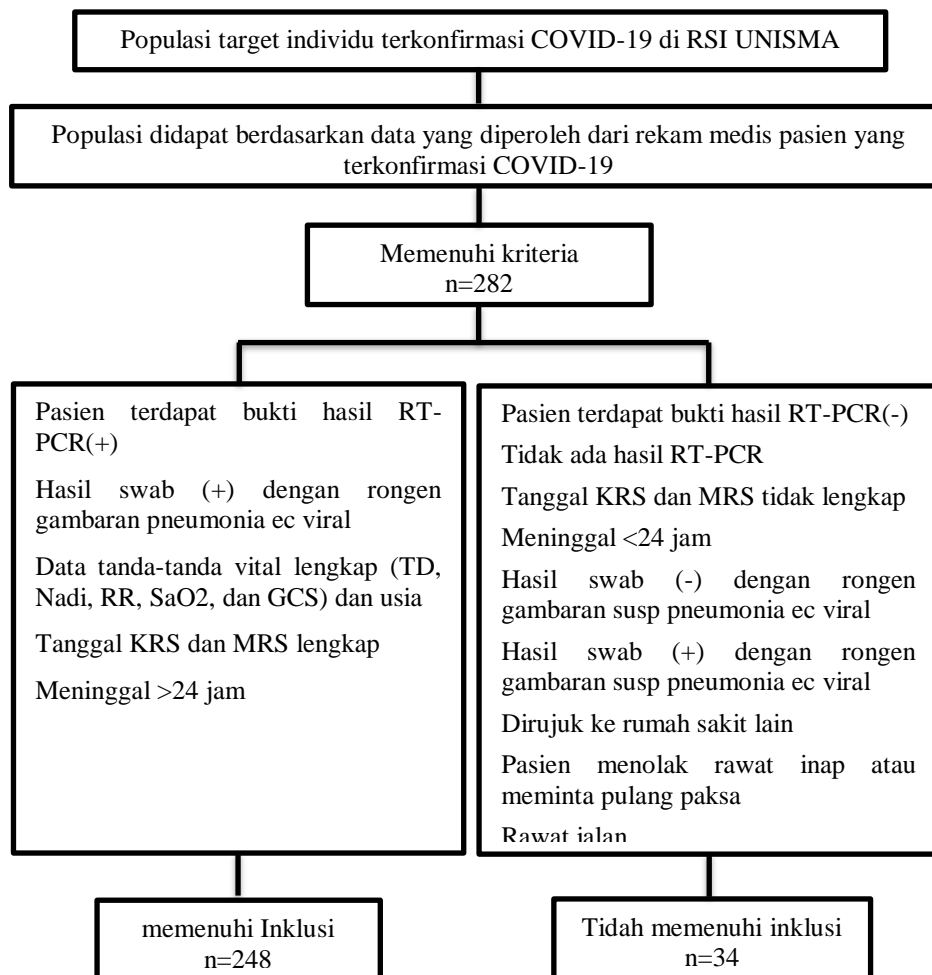 Populasi target individu terkonfirmasi COVID-19 di RSI UNISMA
Populasi didapat berdasarkan data yang diperoleh dari rekam medis pasien yang
terkonfirmasi COVID-19
Memenuhi kriteria
n=282
Pasien terdapat bukti hasil RT-
PCR(+)
Hasil swab (+) dengan rongen
gambaran pneumonia ec viral
Data tanda-tanda vital lengkap (TD,
Nadi, RR, SaO2, dan GCS) dan usia
Tanggal KRS dan MRS lengkap
Meninggal >24 jam
Pasien terdapat bukti hasil RT-PCR(-)
Tidak ada hasil RT-PCR
Tanggal KRS dan MRS tidak lengkap
Meninggal <24 jam
Hasil swab (-) dengan rongen
gambaran susp pneumonia ec viral
Hasil swab (+) dengan rongen
gambaran susp pneumonia ec viral
Dirujuk ke rumah sakit lain
Pasien menolak rawat inap atau
meminta pulang paksa
Rawat jalan
memenuhi Inklusi
n=248
Tidah memenuhi inklusi
n=34